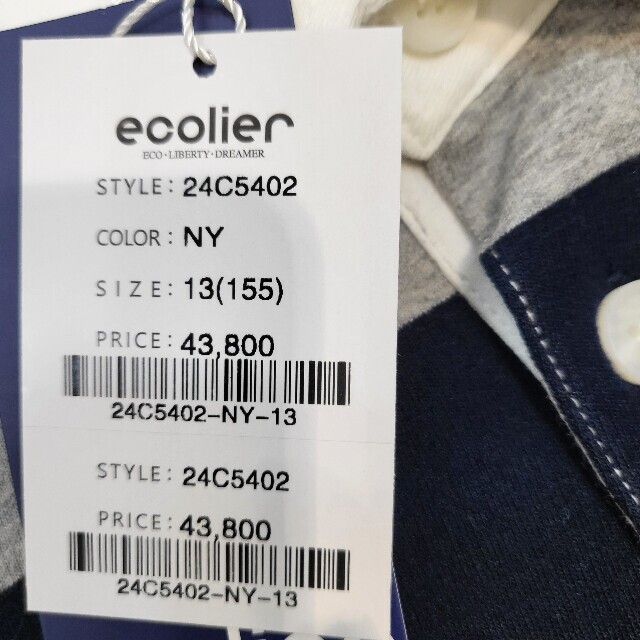 ecolier
ECO·LIBERTY·DREAMER
STYLE: 24C5402
COLOR: NY
SIZE: 13(155)
PRICE: 43,800
24C5402-NY-13
STYLE: 24C5402
PRICE: 43,800
24C5402-NY-13